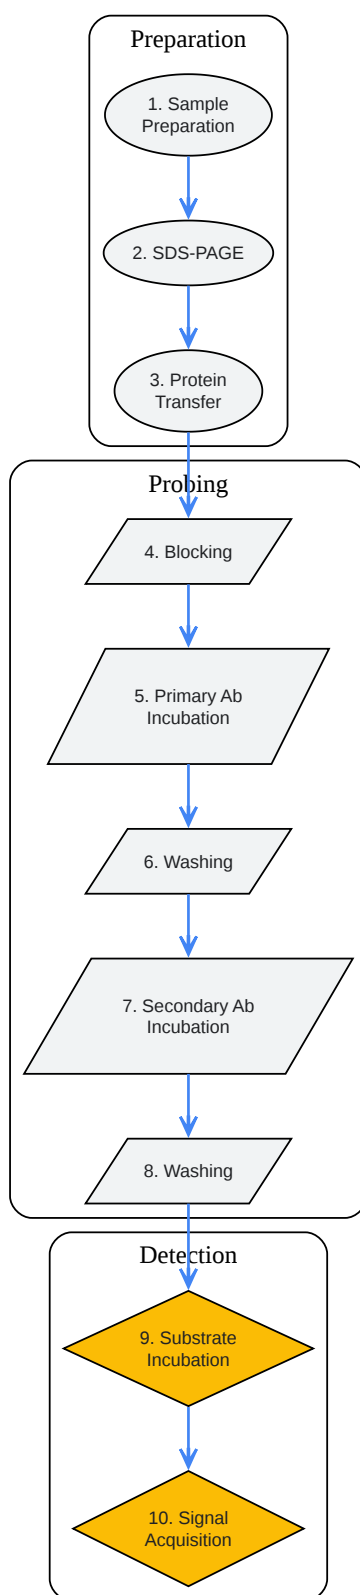 Preparation
1. Sample
Preparation
2. SDS-PAGE
3. Protein
Transfer
Probing
4. Blocking
5. Primary Ab
Incubation
6. Washing
7. Secondary Ab
Incubation
8. Washing
Detection
9. Substrate
Incubation
10. Signal
Acquisition